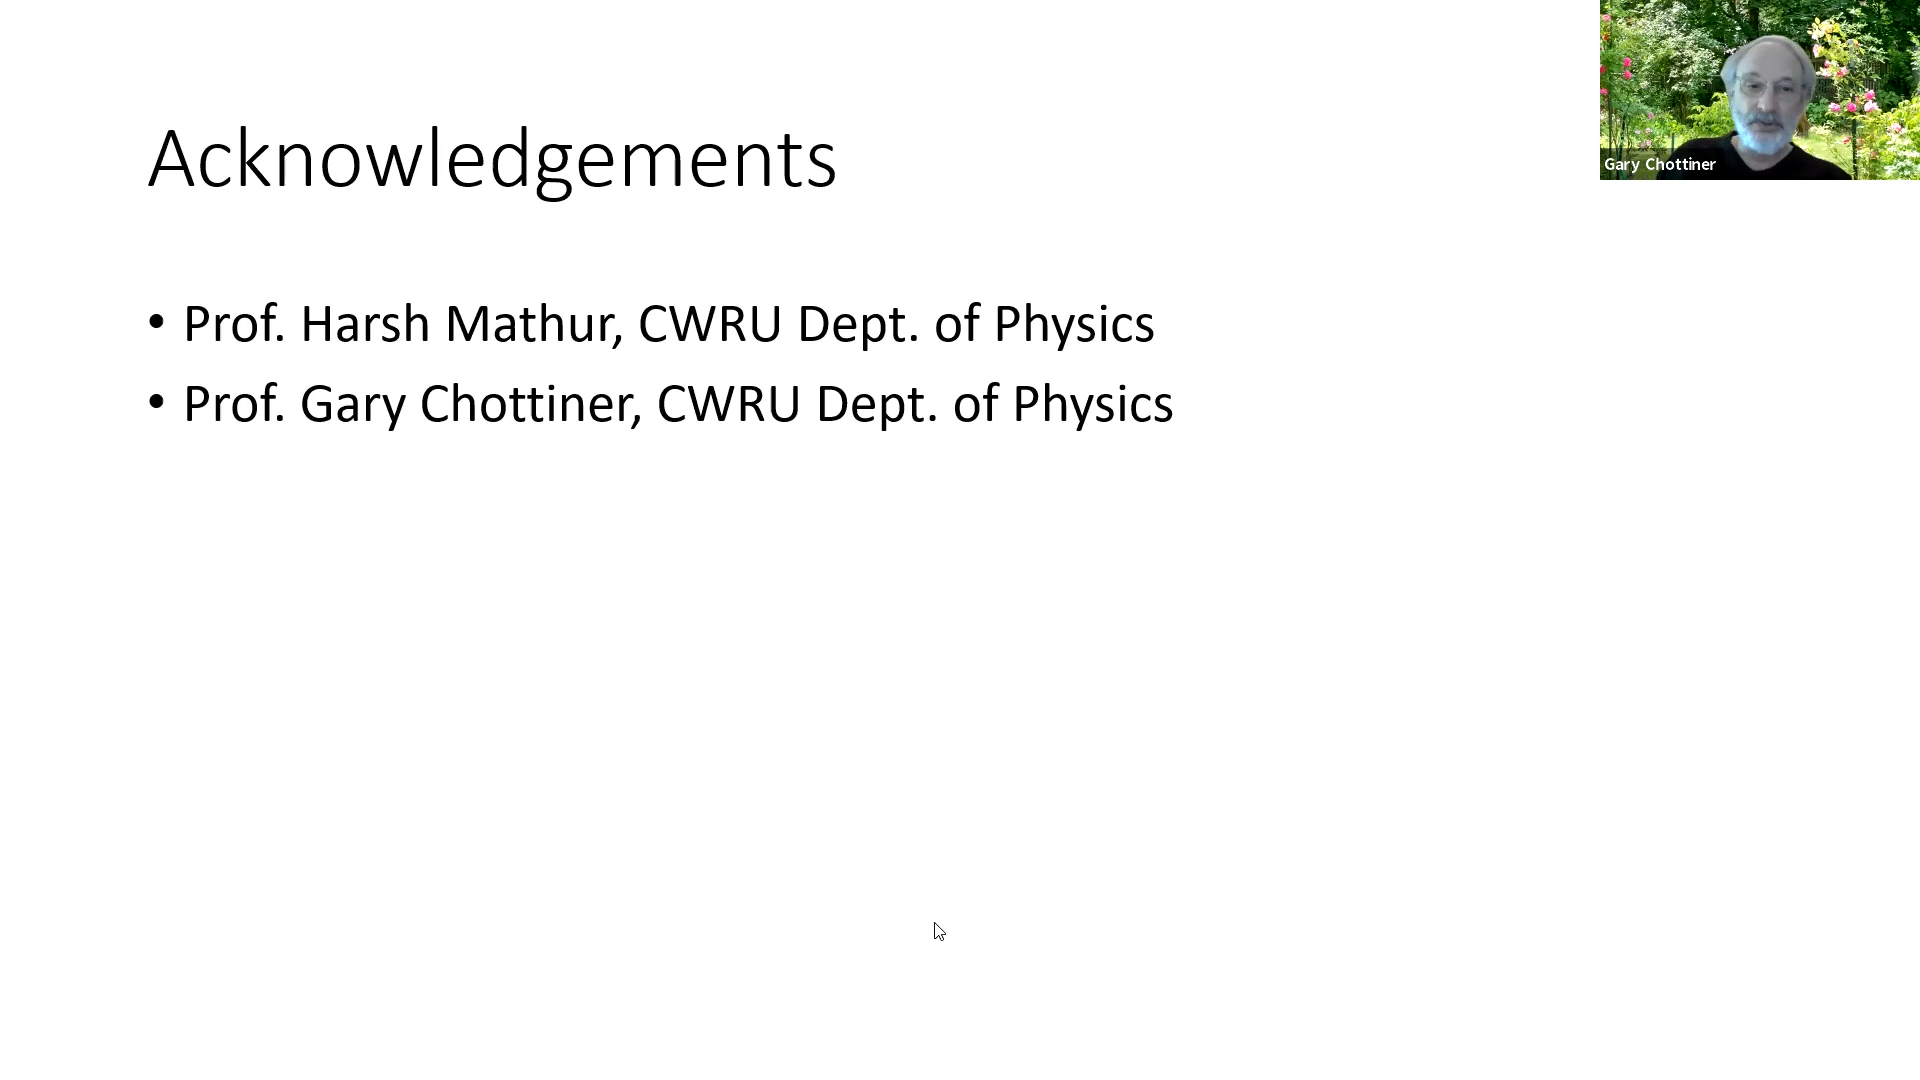 Acknowledgements
Gary Chottiner
• Prof. Harsh Mathur, CWRU Dept. of Physics
• Prof. Gary Chottiner, CWRU Dept. of Physics